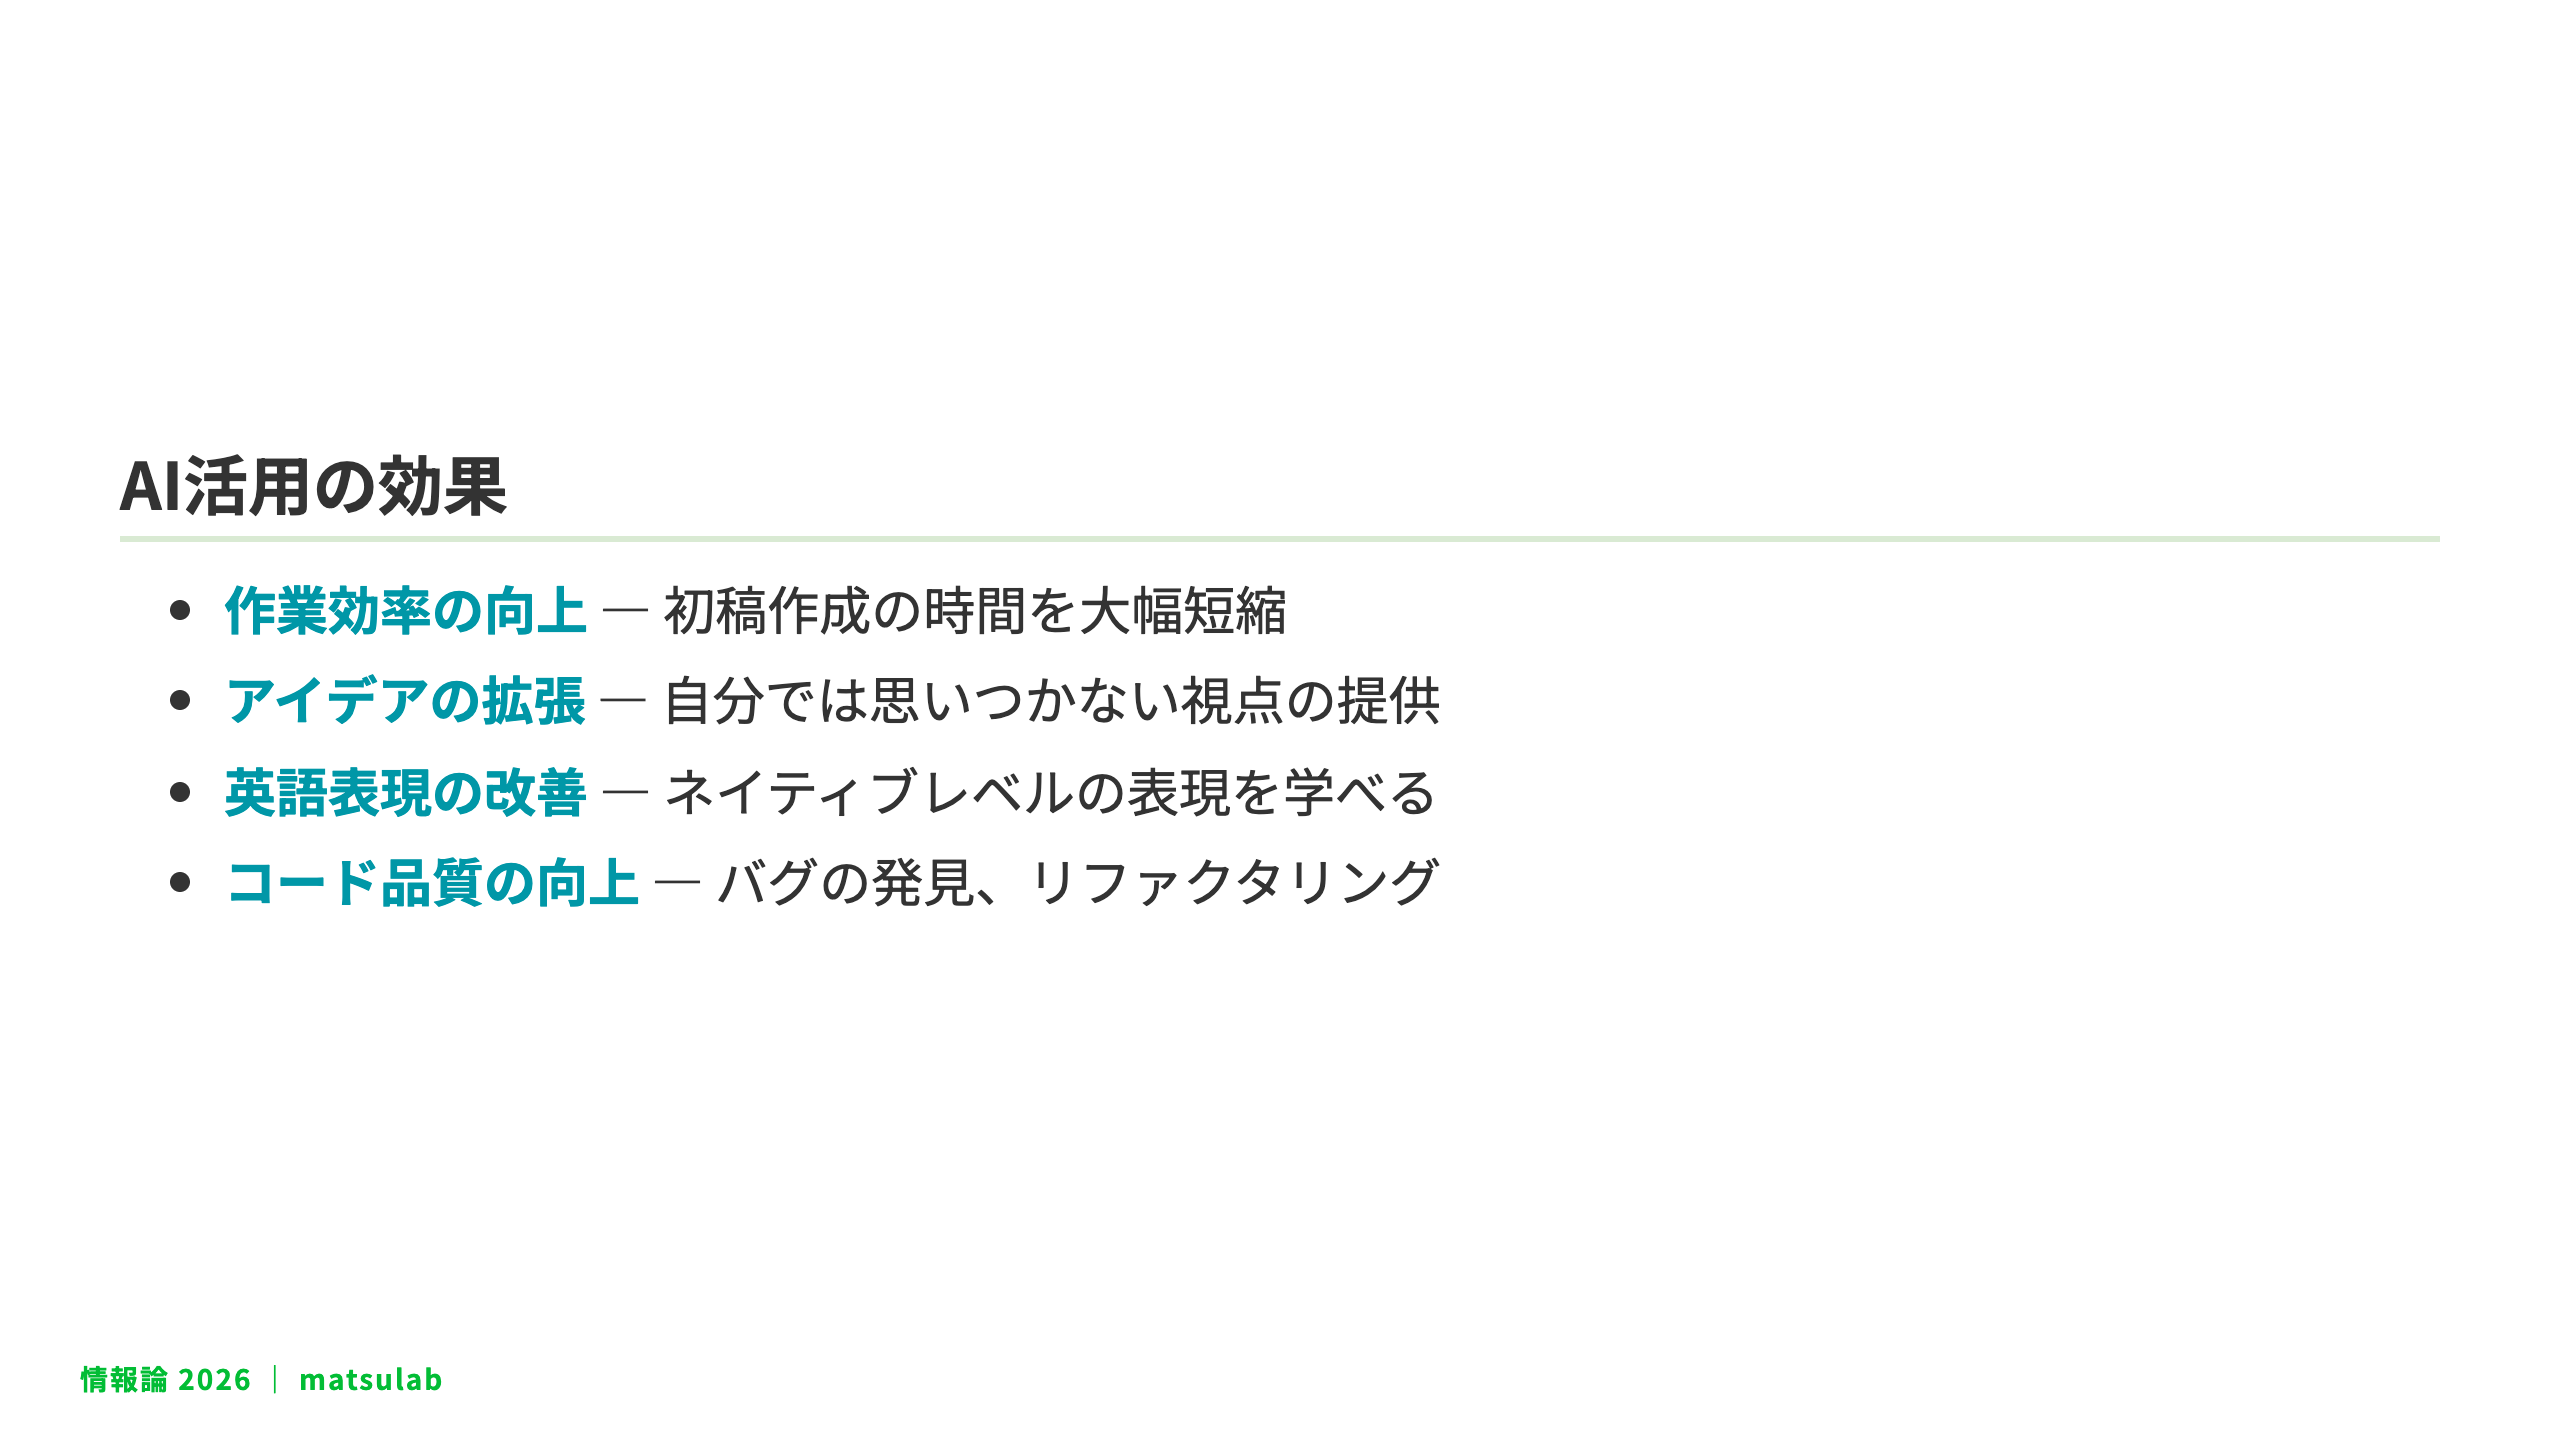 AI活用の効果
• 作業効率の向上 — 初稿作成の時間を大幅短縮
• アイデアの拡張 — 自分では思いつかない視点の提供
• 英語表現の改善 — ネイティブレベルの表現を学べる
• コード品質の向上 — バグの発見、リファクタリング
情報論 2026 ｜ matsulab